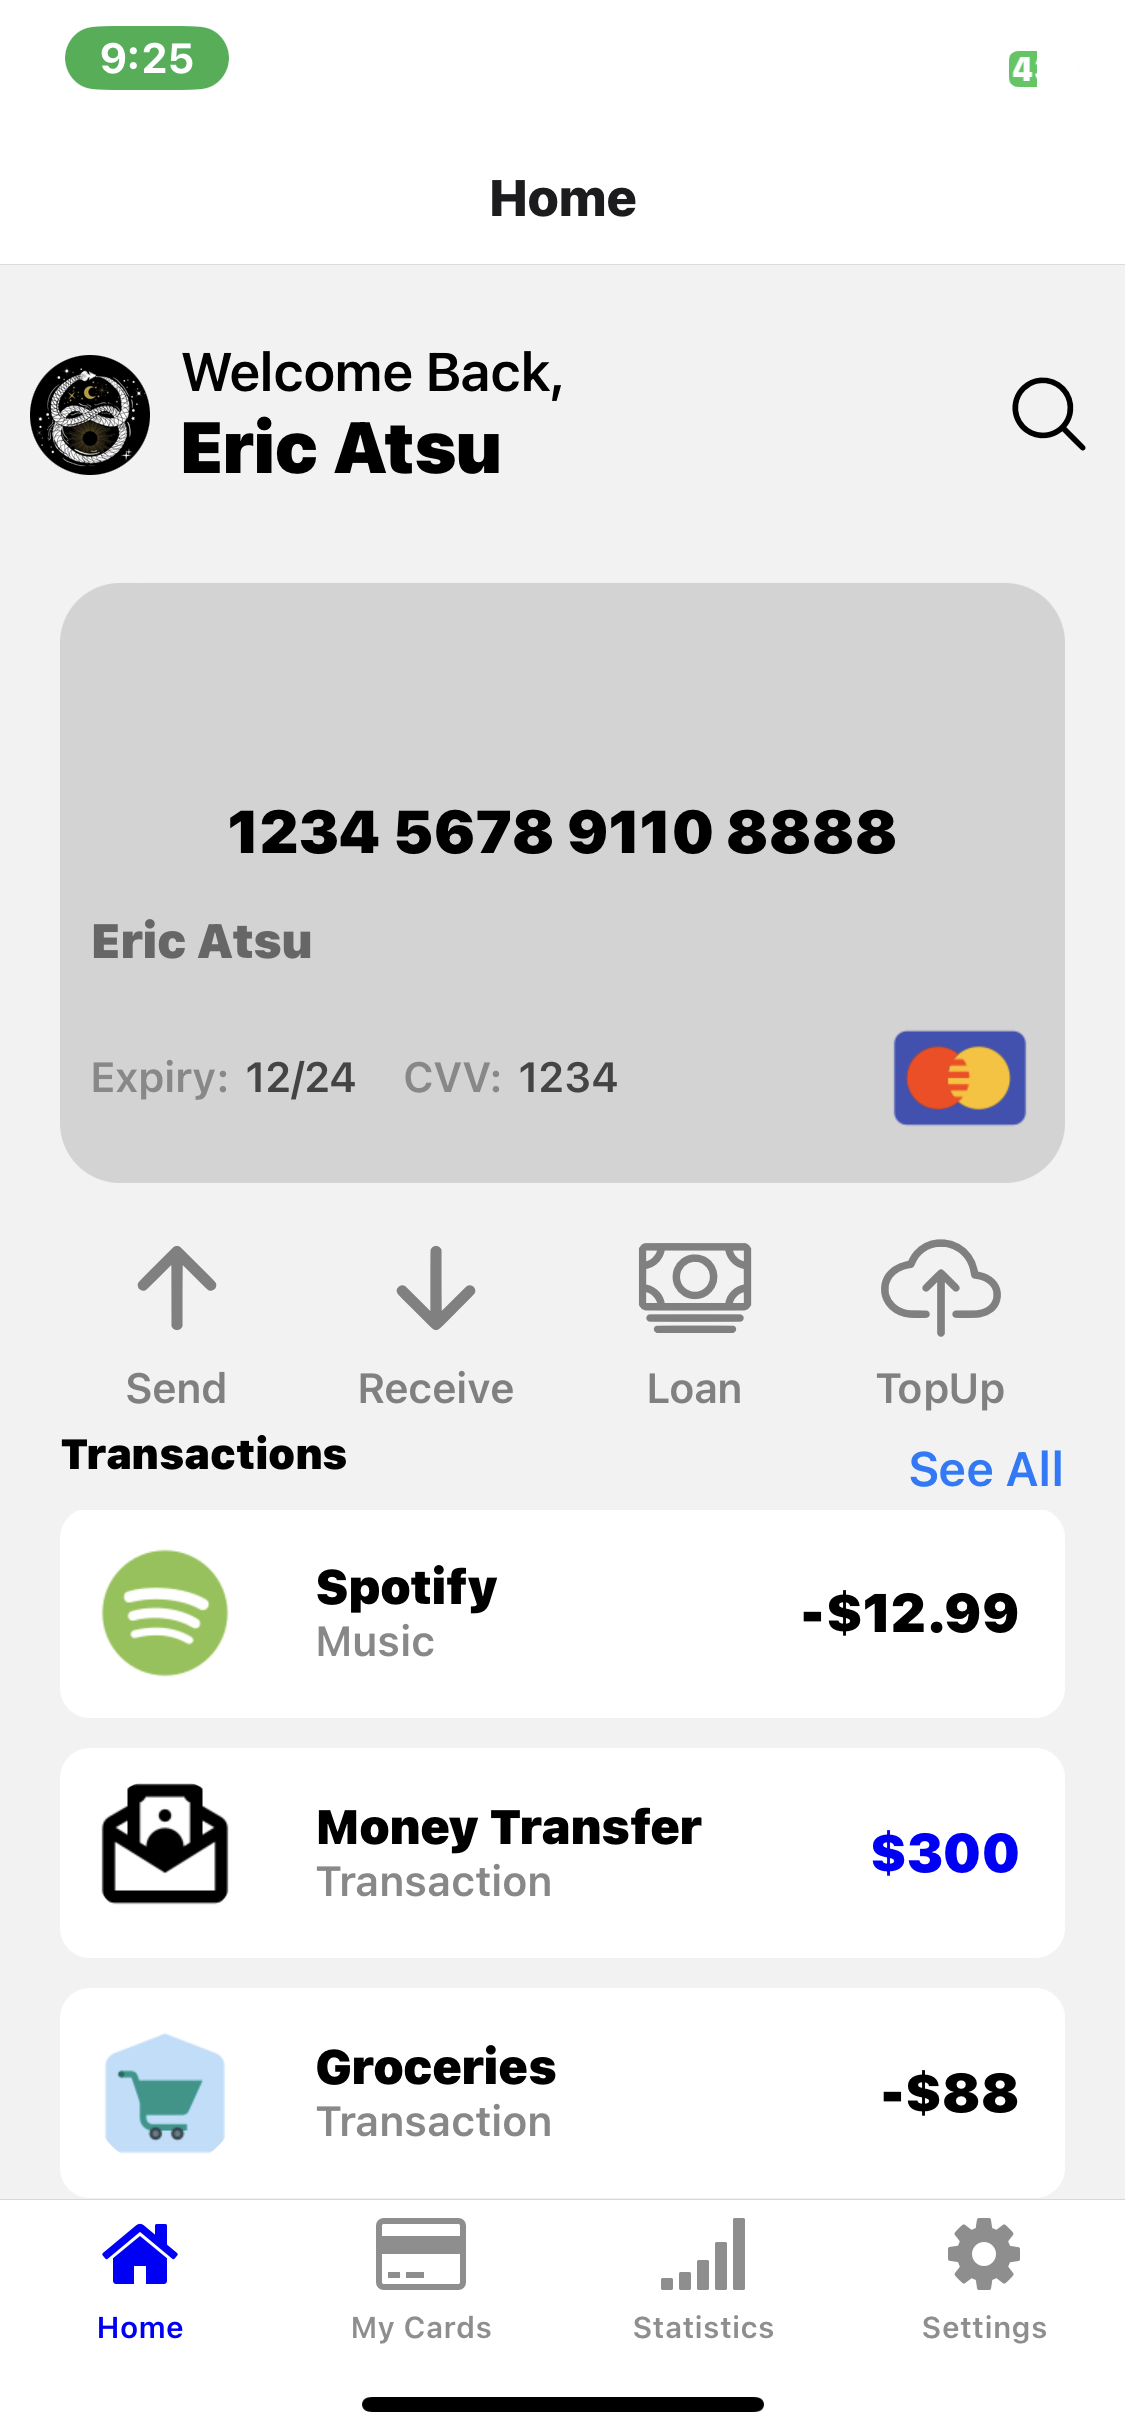 9:25
Home
Welcome Back,
Eric Atsu
1234 5678 9110 8888
Eric Atsu
Expiry: 12/24 CVV: 1234
Send Receive Loan TopUp
Transactions See All
Spotify
Music
-$12.99
Money Transfer
Transaction
$300
Groceries
Transaction
-$88
Home My Cards Statistics Settings